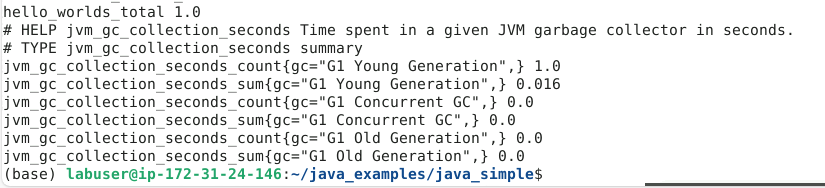 hello_worlds_total 1.0
# HELP jvm_gc_collection_seconds Time spent in a given JVM garbage collector in seconds.
# TYPE jvm_gc_collection_seconds summary
jvm_gc_collection_seconds_count{gc="G1 Young Generation",} 1.0
jvm_gc_collection_seconds_sum{gc="G1 Young Generation",} 0.016
jvm_gc_collection_seconds_count{gc="G1 Concurrent GC",} 0.0
jvm_gc_collection_seconds_sum{gc="G1 Concurrent GC",} 0.0
jvm_gc_collection_seconds_count{gc="G1 Old Generation",} 0.0
jvm_gc_collection_seconds_sum{gc="G1 Old Generation",} 0.0
(base) labuser@ip-172-31-24-146:~/java_examples/java_simple$